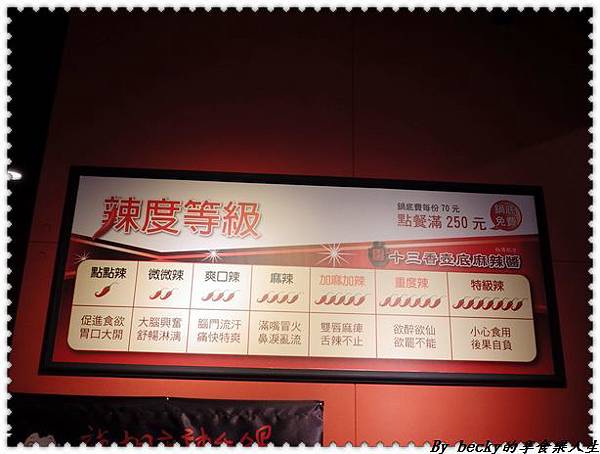 辣度等級
鍋底費每份 70 元
點餐滿 250 元
鍋底
免費
十三香壺底麻辣醬
點點辣 微微辣 爽口辣 麻辣 加麻加辣 重度辣 特級辣
促進食欲 大腦興奮 腦門流汗 滿嘴冒火 雙唇麻痺 欲醉欲仙 小心食用
胃口大開 舒暢淋漓 痛快特爽 鼻淚亂流 舌辣不止 欲罷不能 後果自負
By becky的享食樂人生